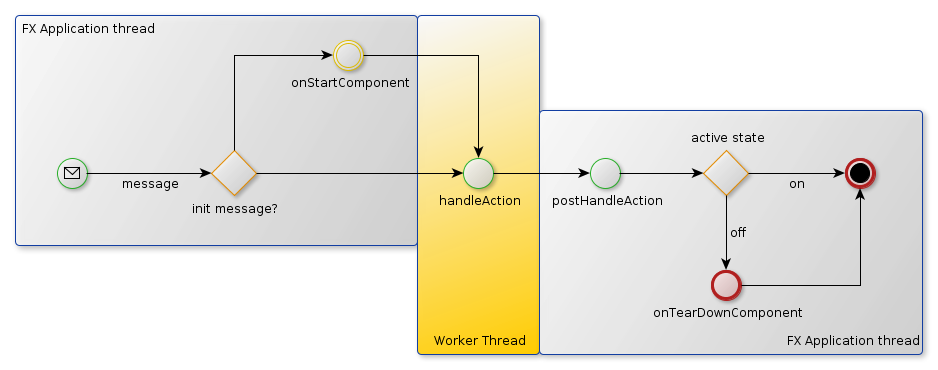 FX Application thread
onStartComponent
message
init message?
handleAction
Worker Thread
active state
postHandleAction
on
off
onTearDownComponent
FX Application thread